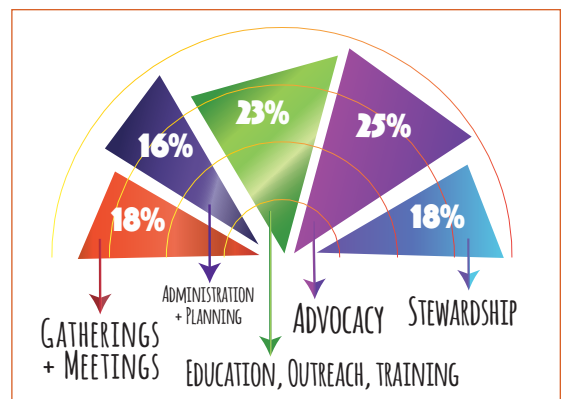 18%
16%
23%
25%
18%
Gatherings
+ Meetings
Administration
+ Planning
Education, Outreach, training
Advocacy
Stewardship